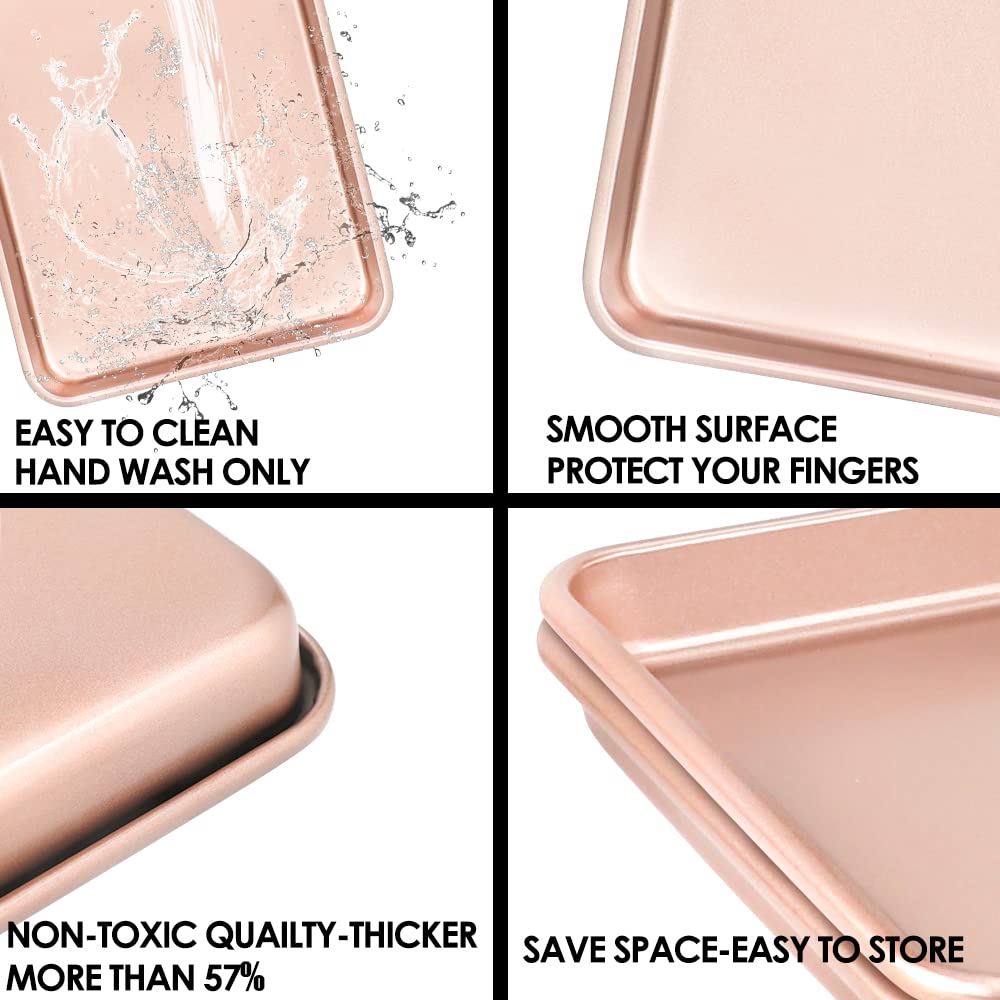 EASY TO CLEAN
HAND WASH ONLY
SMOOTH SURFACE
PROTECT YOUR FINGERS
NON-TOXIC QUAILTY-THICKER
MORE THAN 57%
SAVE SPACE-EASY TO STORE